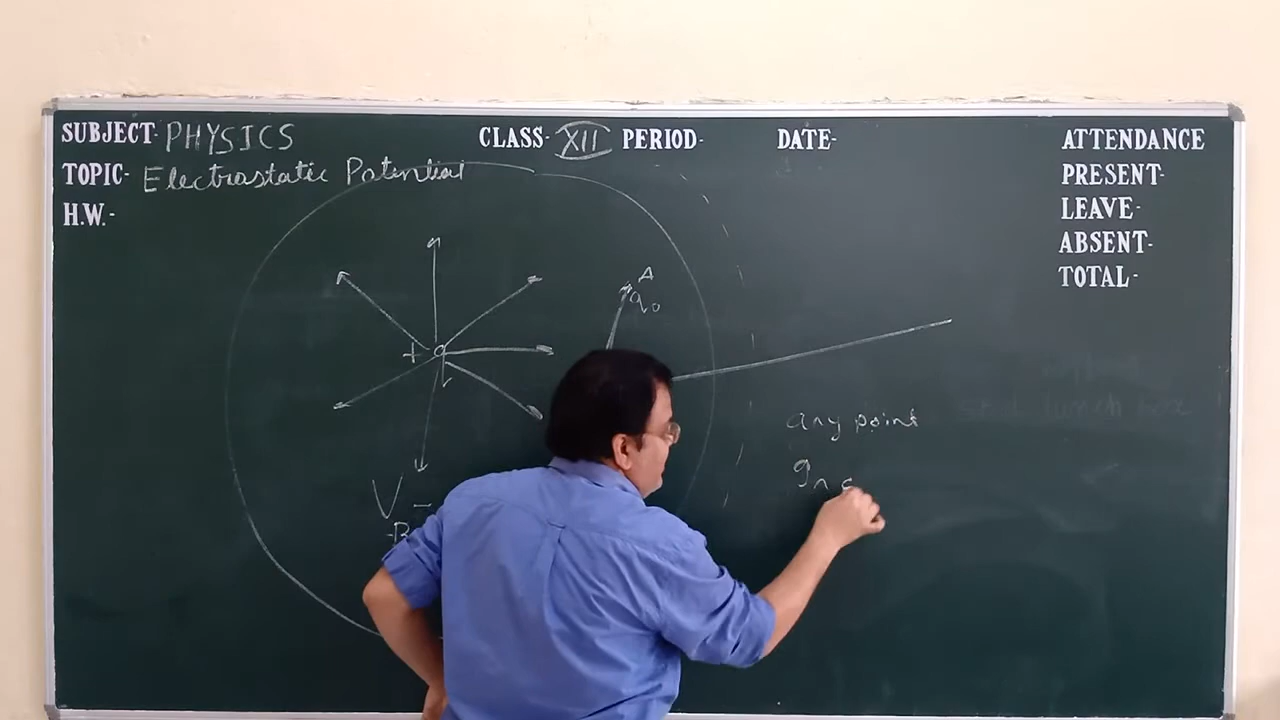 SUBJECT- PHYSICS CLASS- XII PERIOD- DATE- ATTENDANCE
TOPIC- Electrostatic Potential PRESENT-
H.W.- LEAVE-
ABSENT-
TOTAL-
A
q₀
+
any point
V -
B